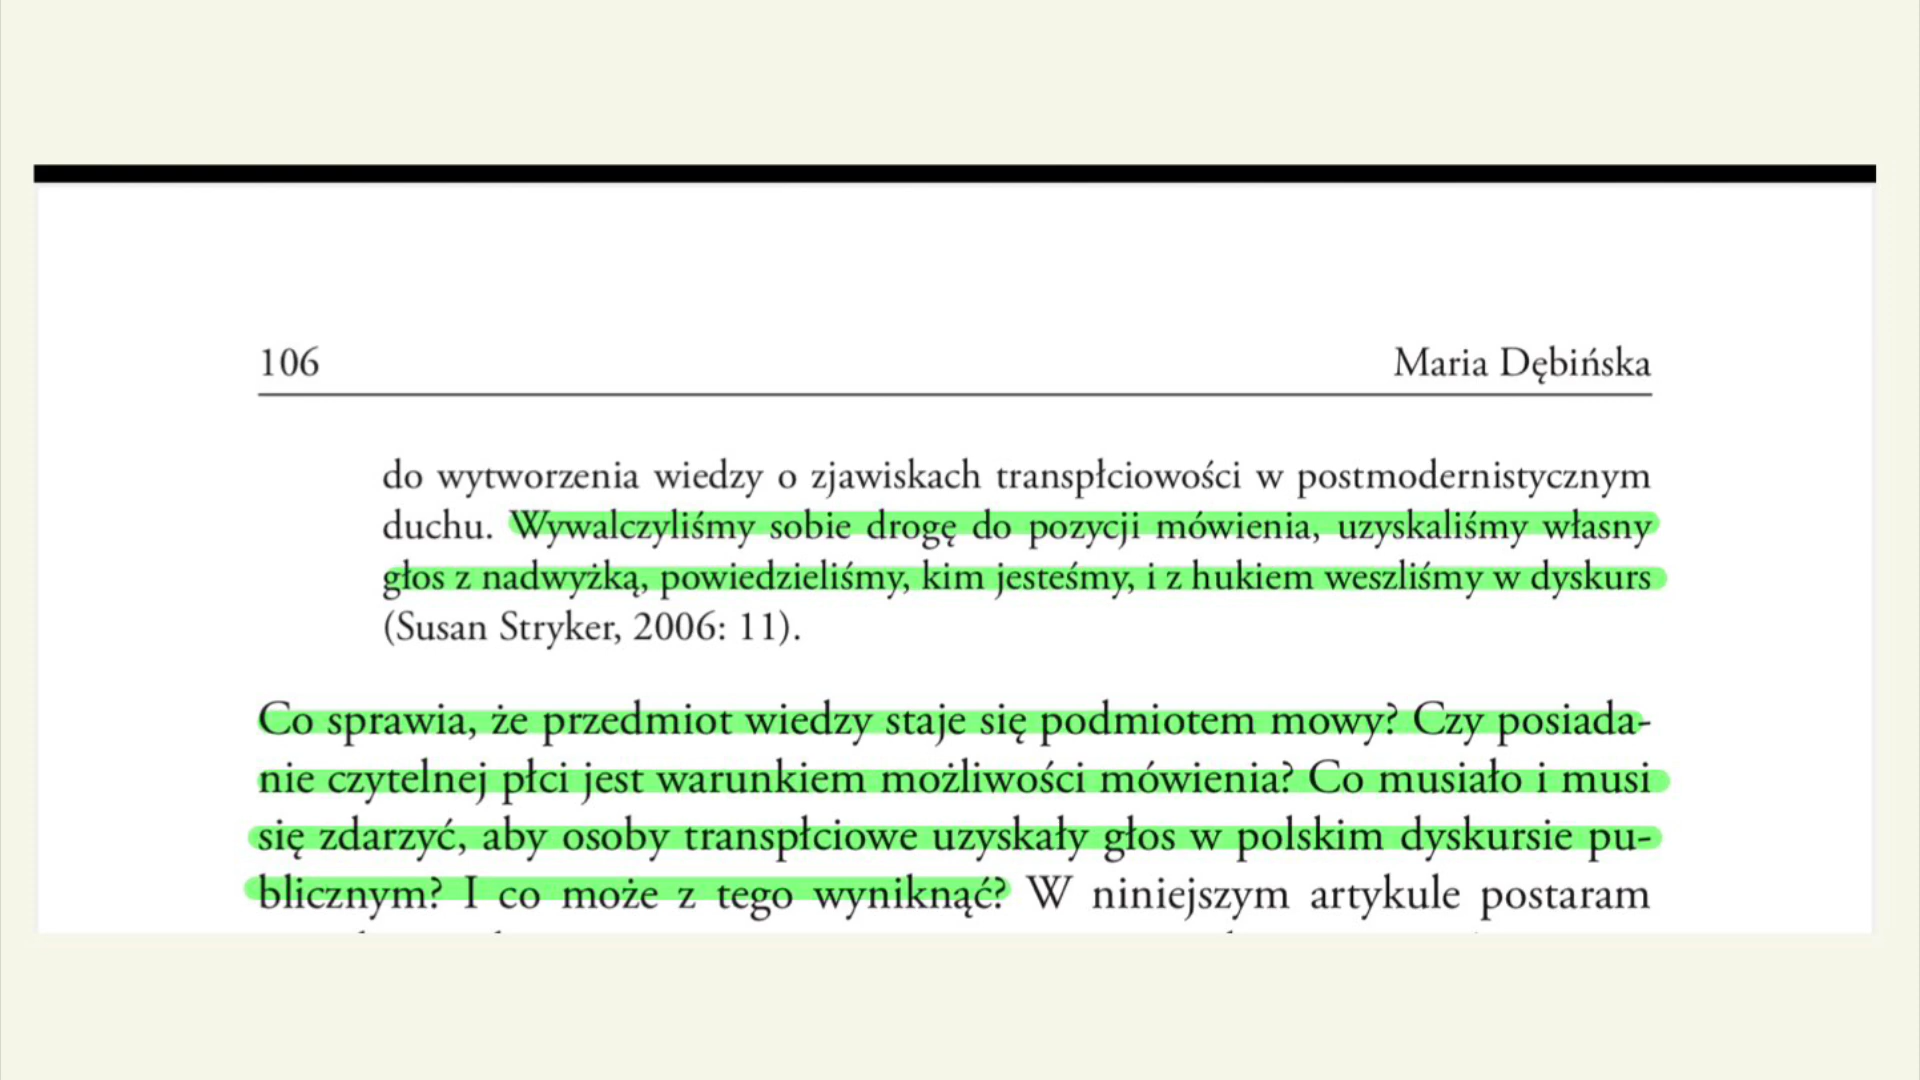 106 Maria Dębińska
do wytworzenia wiedzy o zjawiskach transpłciowości w postmodernistycznym
duchu. Wywalczyliśmy sobie drogę do pozycji mówienia, uzyskaliśmy własny
głos z nadwyżką, powiedzieliśmy, kim jesteśmy, i z hukiem weszliśmy w dyskurs
(Susan Stryker, 2006: 11).
Co sprawia, że przedmiot wiedzy staje się podmiotem mowy? Czy posiada-
nie czytelnej płci jest warunkiem możliwości mówienia? Co musiało i musi
się zdarzyć, aby osoby transpłciowe uzyskały głos w polskim dyskursie pu-
blicznym? I co może z tego wyniknąć? W niniejszym artykule postaram